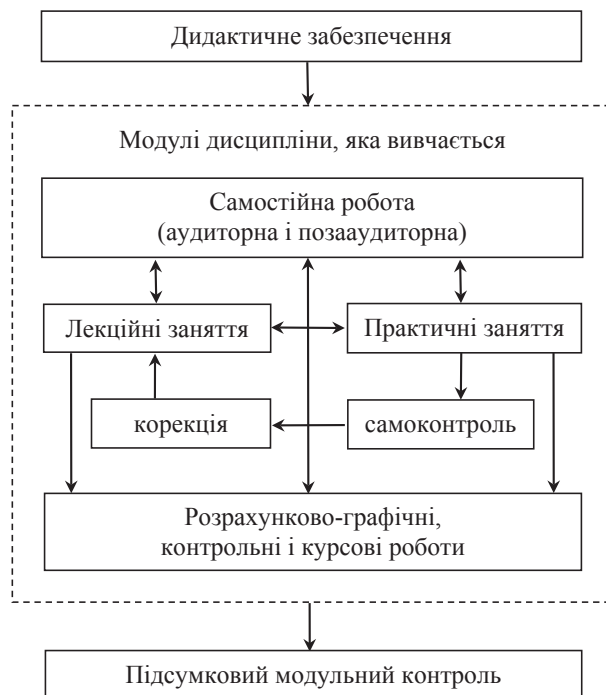 Дидактичне забезпечення
Модулі дисципліни, яка вивчається
Самостійна робота
(аудиторна і позааудиторна)
Лекційні заняття
Практичні заняття
корекція
самоконтроль
Розрахунково-графічні,
контрольні і курсові роботи
Підсумковий модульний контроль